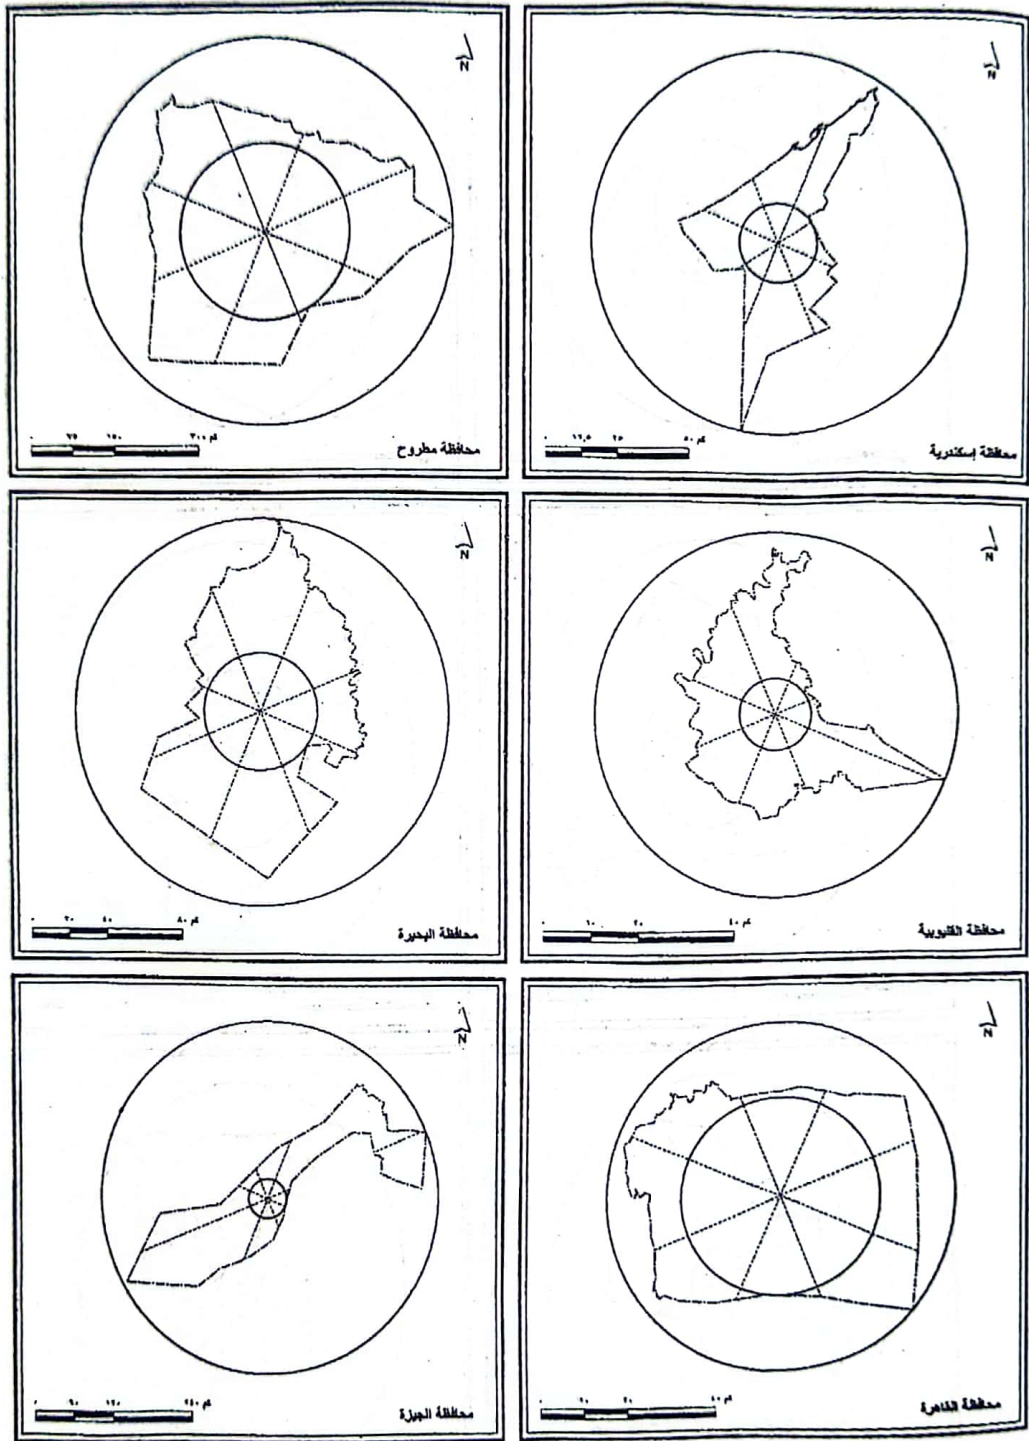 N
كم ٣٠٠ ١٥٠ ٧٥ ٠
محافظة مطروح
N
كم ٥٠ ٢٥ ١٢,٥ ٠
محافظة إسكندرية
N
كم ٨٠ ٤٠ ٢٠ ٠
محافظة البحيرة
N
كم ٤٠ ٢٠ ١٠ ٠
محافظة القليوبية
N
كم ٢٤٠ ١٢٠ ٦٠ ٠
محافظة الجيزة
N
كم ٤٠ ٢٠ ١٠ ٠
محافظة القاهرة